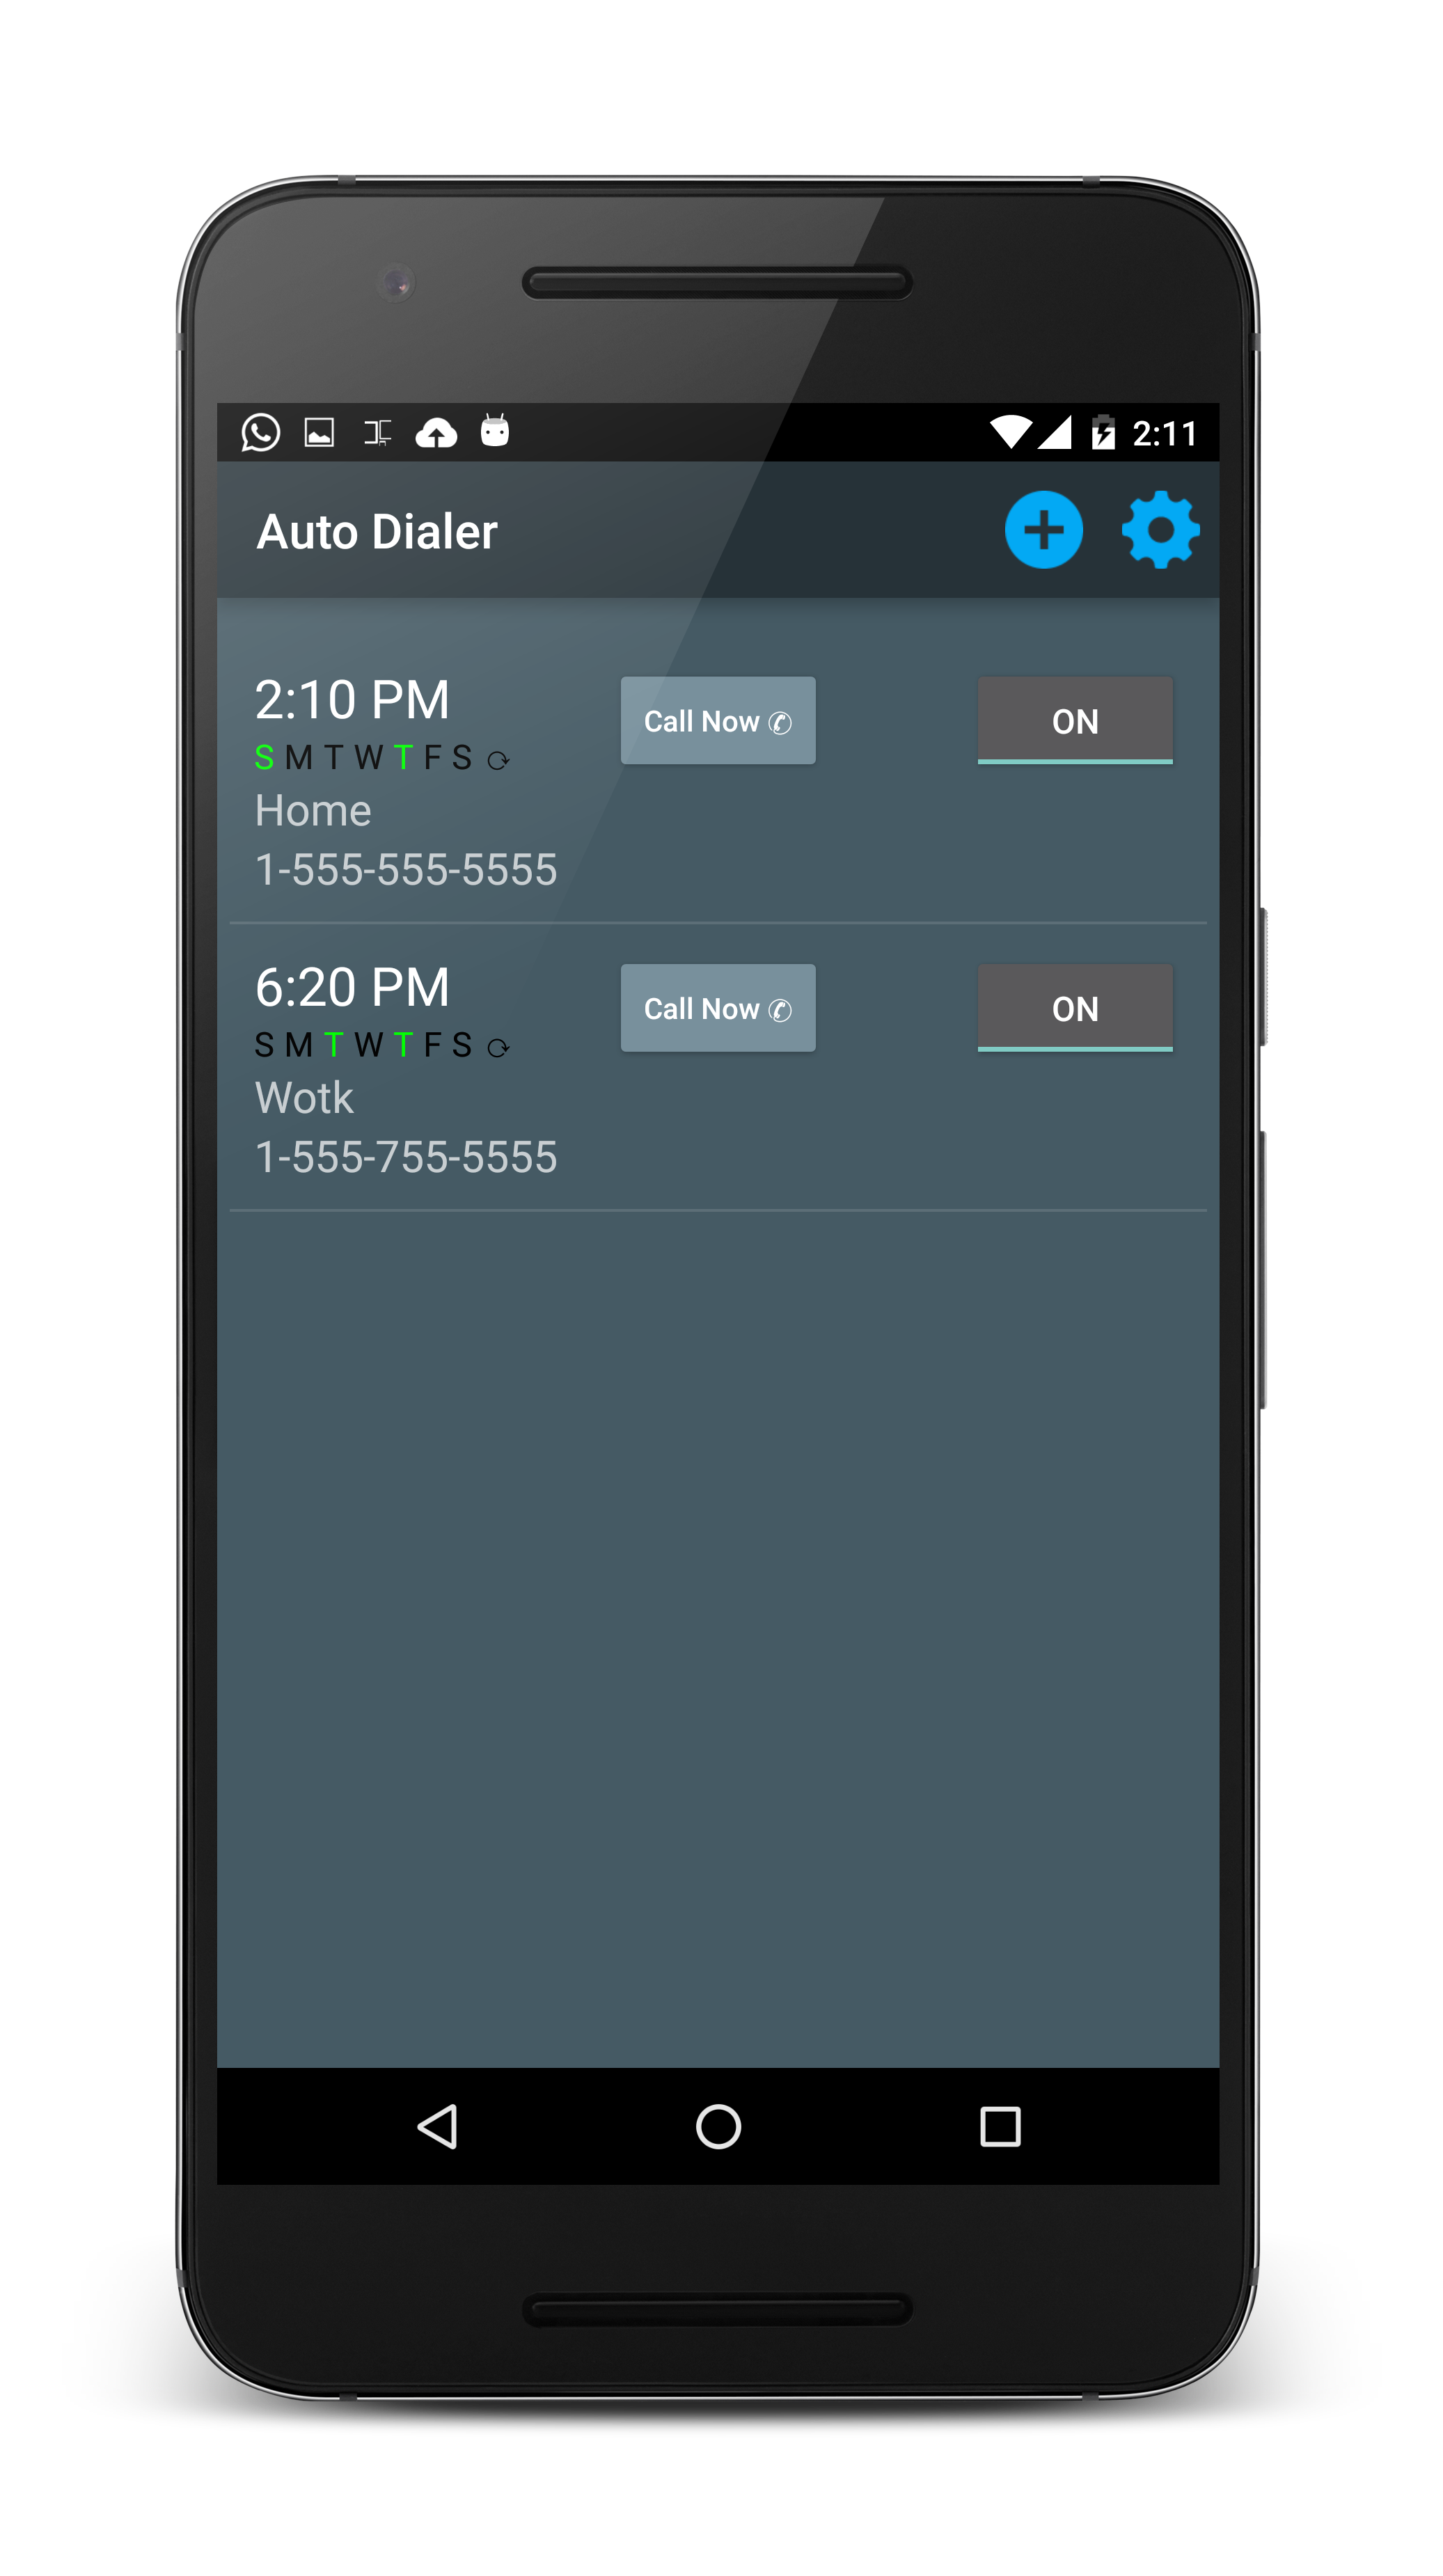 2:11
Auto Dialer
2:10 PM
Call Now ✆
ON
S M T W T F S ⟳
Home
1-555-555-5555
6:20 PM
Call Now ✆
ON
S M T W T F S ⟳
Wotk
1-555-755-5555